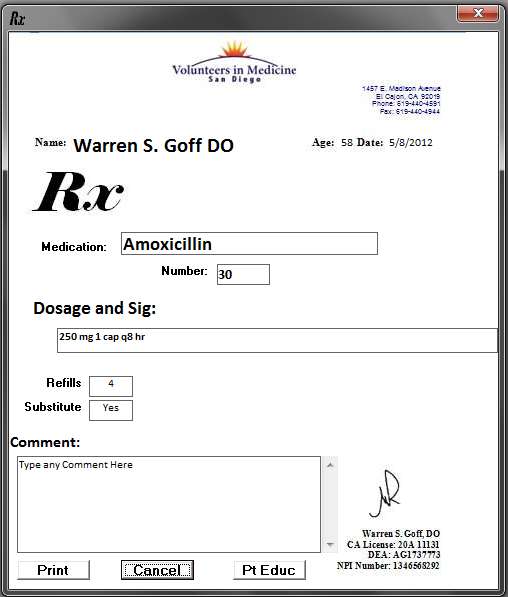 Rx
Volunteers in Medicine
San Diego
1457 E. Madison Avenue
El Cajon, CA 92019
Phone: 619-440-4591
Fax: 619-440-4944
Name: Warren S. Goff DO Age: 58 Date: 5/8/2012
Rx
Medication: Amoxicillin
Number: 30
Dosage and Sig:
250 mg 1 cap q8 hr
Refills 4
Substitute Yes
Comment:
Type any Comment Here
Warren S. Goff, DO
CA License: 20A 11131
DEA: AG1737773
NPI Number: 1346568292
Print Cancel Pt Educ